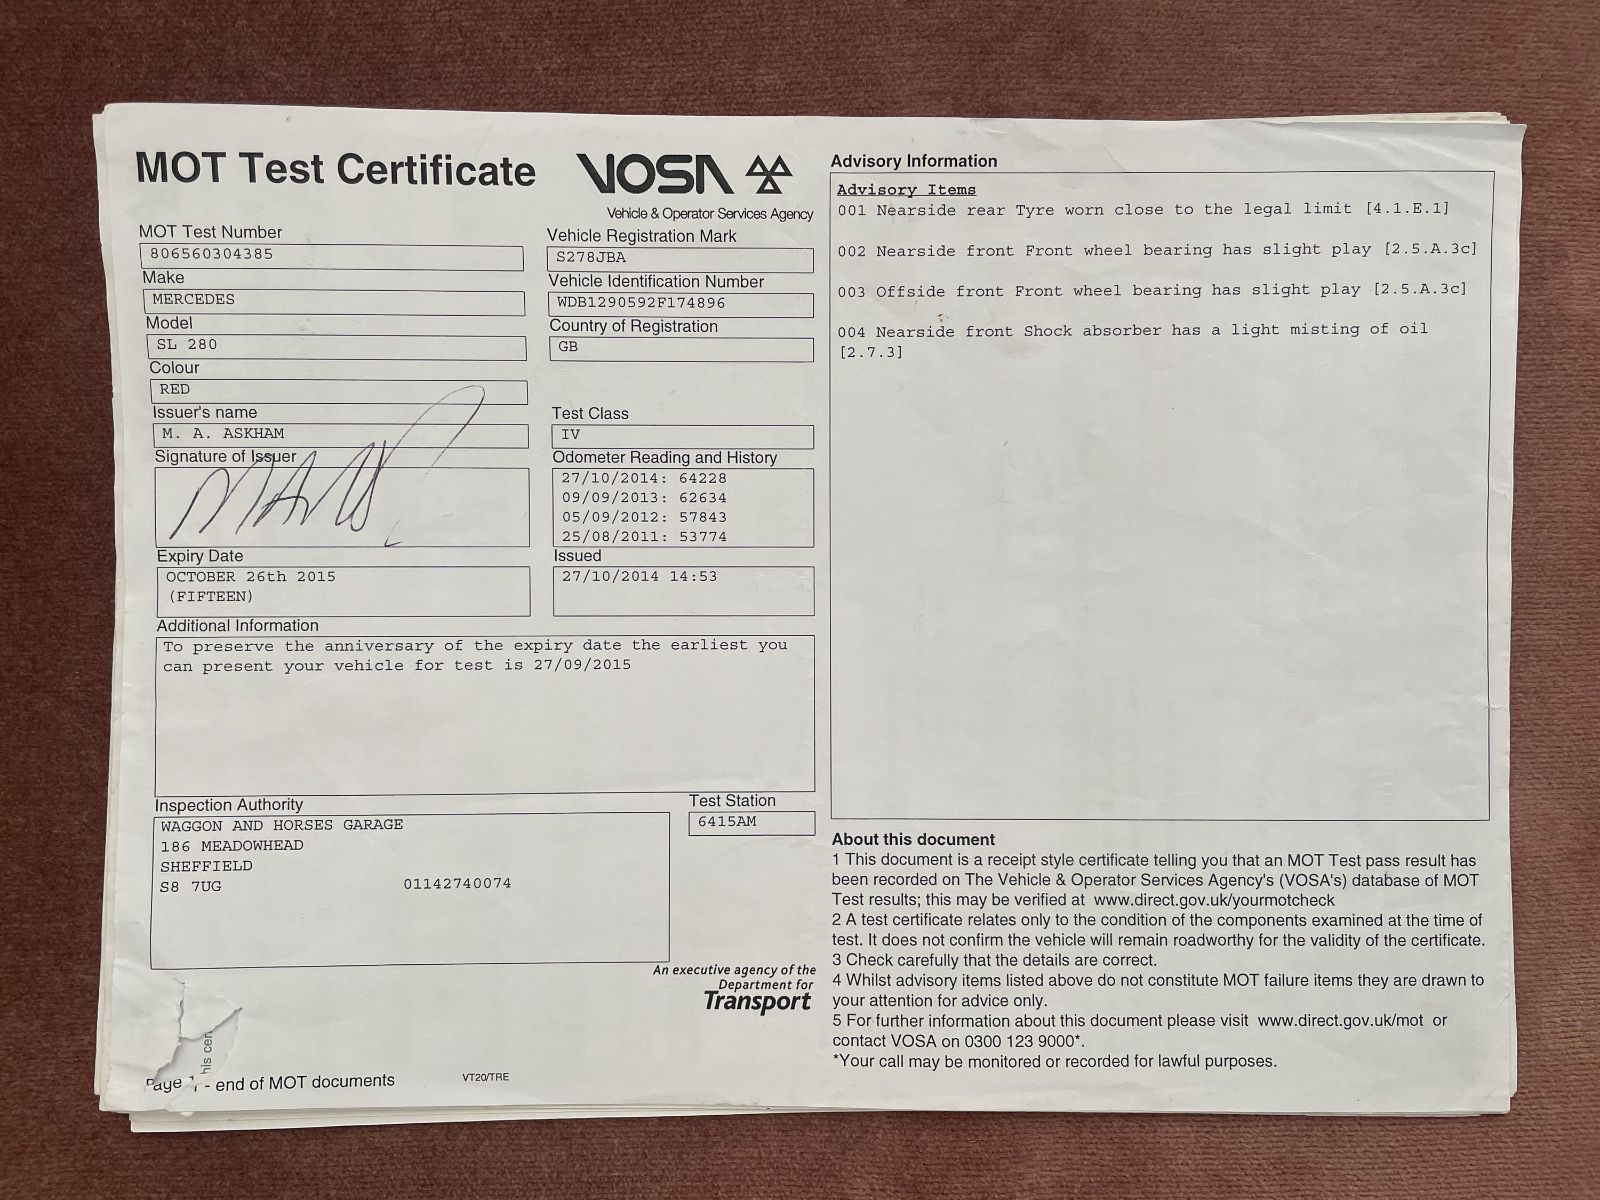 MOT Test Certificate
VOSA
Vehicle & Operator Services Agency
MOT Test Number
806560304385
Make
MERCEDES
Model
SL 280
Colour
RED
Issuer's name
M. A. ASKHAM
Signature of Issuer
Expiry Date
OCTOBER 26th 2015
(FIFTEEN)
Vehicle Registration Mark
S278JBA
Vehicle Identification Number
WDB1290592F174896
Country of Registration
GB
Test Class
IV
Odometer Reading and History
27/10/2014: 64228
09/09/2013: 62634
05/09/2012: 57843
25/08/2011: 53774
Issued
27/10/2014 14:53
Additional Information
To preserve the anniversary of the expiry date the earliest you
can present your vehicle for test is 27/09/2015
Inspection Authority
WAGGON AND HORSES GARAGE
186 MEADOWHEAD
SHEFFIELD
S8 7UG 01142740074
Test Station
6415AM
An executive agency of the
Department for
Transport
his cer
Page 1 - end of MOT documents
VT20/TRE
Advisory Information
Advisory Items
001 Nearside rear Tyre worn close to the legal limit [4.1.E.1]
002 Nearside front Front wheel bearing has slight play [2.5.A.3c]
003 Offside front Front wheel bearing has slight play [2.5.A.3c]
004 Nearside front Shock absorber has a light misting of oil
[2.7.3]
About this document
1 This document is a receipt style certificate telling you that an MOT Test pass result has
been recorded on The Vehicle & Operator Services Agency's (VOSA's) database of MOT
Test results; this may be verified at www.direct.gov.uk/yourmotcheck
2 A test certificate relates only to the condition of the components examined at the time of
test. It does not confirm the vehicle will remain roadworthy for the validity of the certificate.
3 Check carefully that the details are correct.
4 Whilst advisory items listed above do not constitute MOT failure items they are drawn to
your attention for advice only.
5 For further information about this document please visit www.direct.gov.uk/mot or
contact VOSA on 0300 123 9000*.
*Your call may be monitored or recorded for lawful purposes.